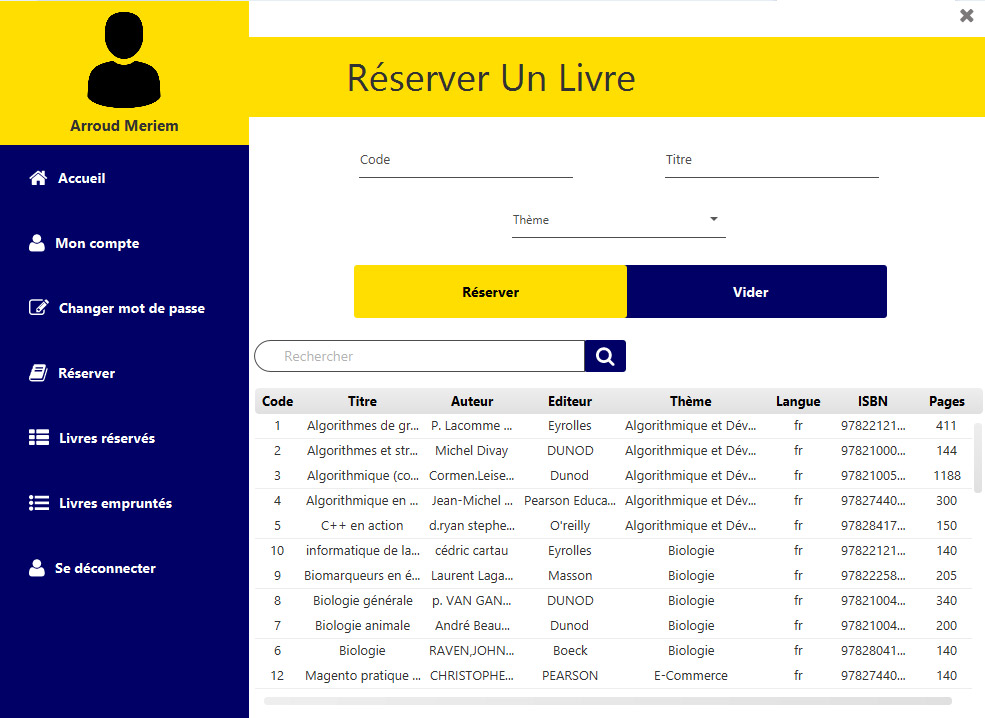 Réserver Un Livre
Arroud Meriem
Accueil
Mon compte
Changer mot de passe
Réserver
Livres réservés
Livres empruntés
Se déconnecter
Code Titre
Thème
Réserver Vider
Rechercher
Code Titre Auteur Editeur Thème Langue ISBN Pages
1 Algorithmes de gr... P. Lacomme ... Eyrolles Algorithmique et Dév... fr 97822121... 411
2 Algorithmes et str... Michel Divay DUNOD Algorithmique et Dév... fr 97821000... 144
3 Algorithmique (co... Cormen.Leise... Dunod Algorithmique et Dév... fr 97821005... 1188
4 Algorithmique en ... Jean-Michel ... Pearson Educa... Algorithmique et Dév... fr 97827440... 300
5 C++ en action d.ryan stephe... O'reilly Algorithmique et Dév... fr 97828417... 150
10 informatique de la... cédric cartau Eyrolles Biologie fr 97822121... 140
9 Biomarqueurs en é... Laurent Laga... Masson Biologie fr 97822258... 205
8 Biologie générale p. VAN GAN... DUNOD Biologie fr 97821004... 340
7 Biologie animale André Beau... Dunod Biologie fr 97821004... 200
6 Biologie RAVEN,JOHN... Boeck Biologie fr 97828041... 140
12 Magento pratique ... CHRISTOPHE... PEARSON E-Commerce fr 97827440... 140